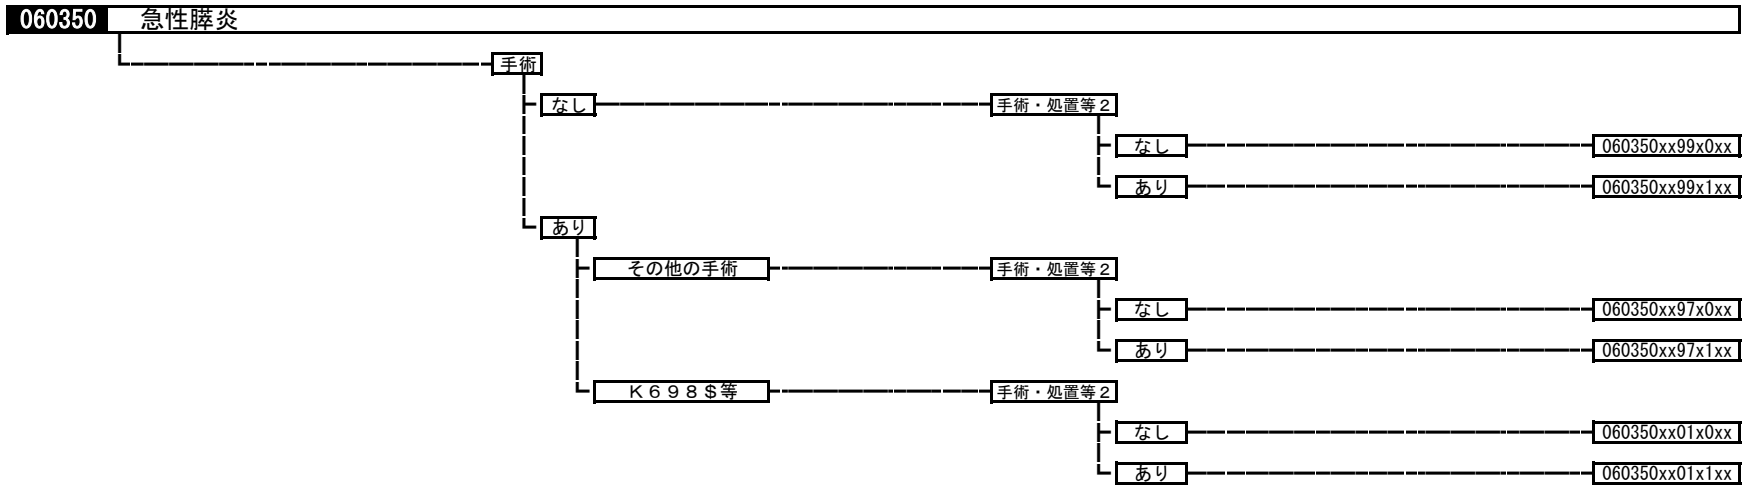 060350 急性膵炎
手術
なし 手術・処置等２
なし 060350xx99x0xx
あり 060350xx99x1xx
あり
その他の手術 手術・処置等２
なし 060350xx97x0xx
あり 060350xx97x1xx
Ｋ６９８＄等 手術・処置等２
なし 060350xx01x0xx
あり 060350xx01x1xx